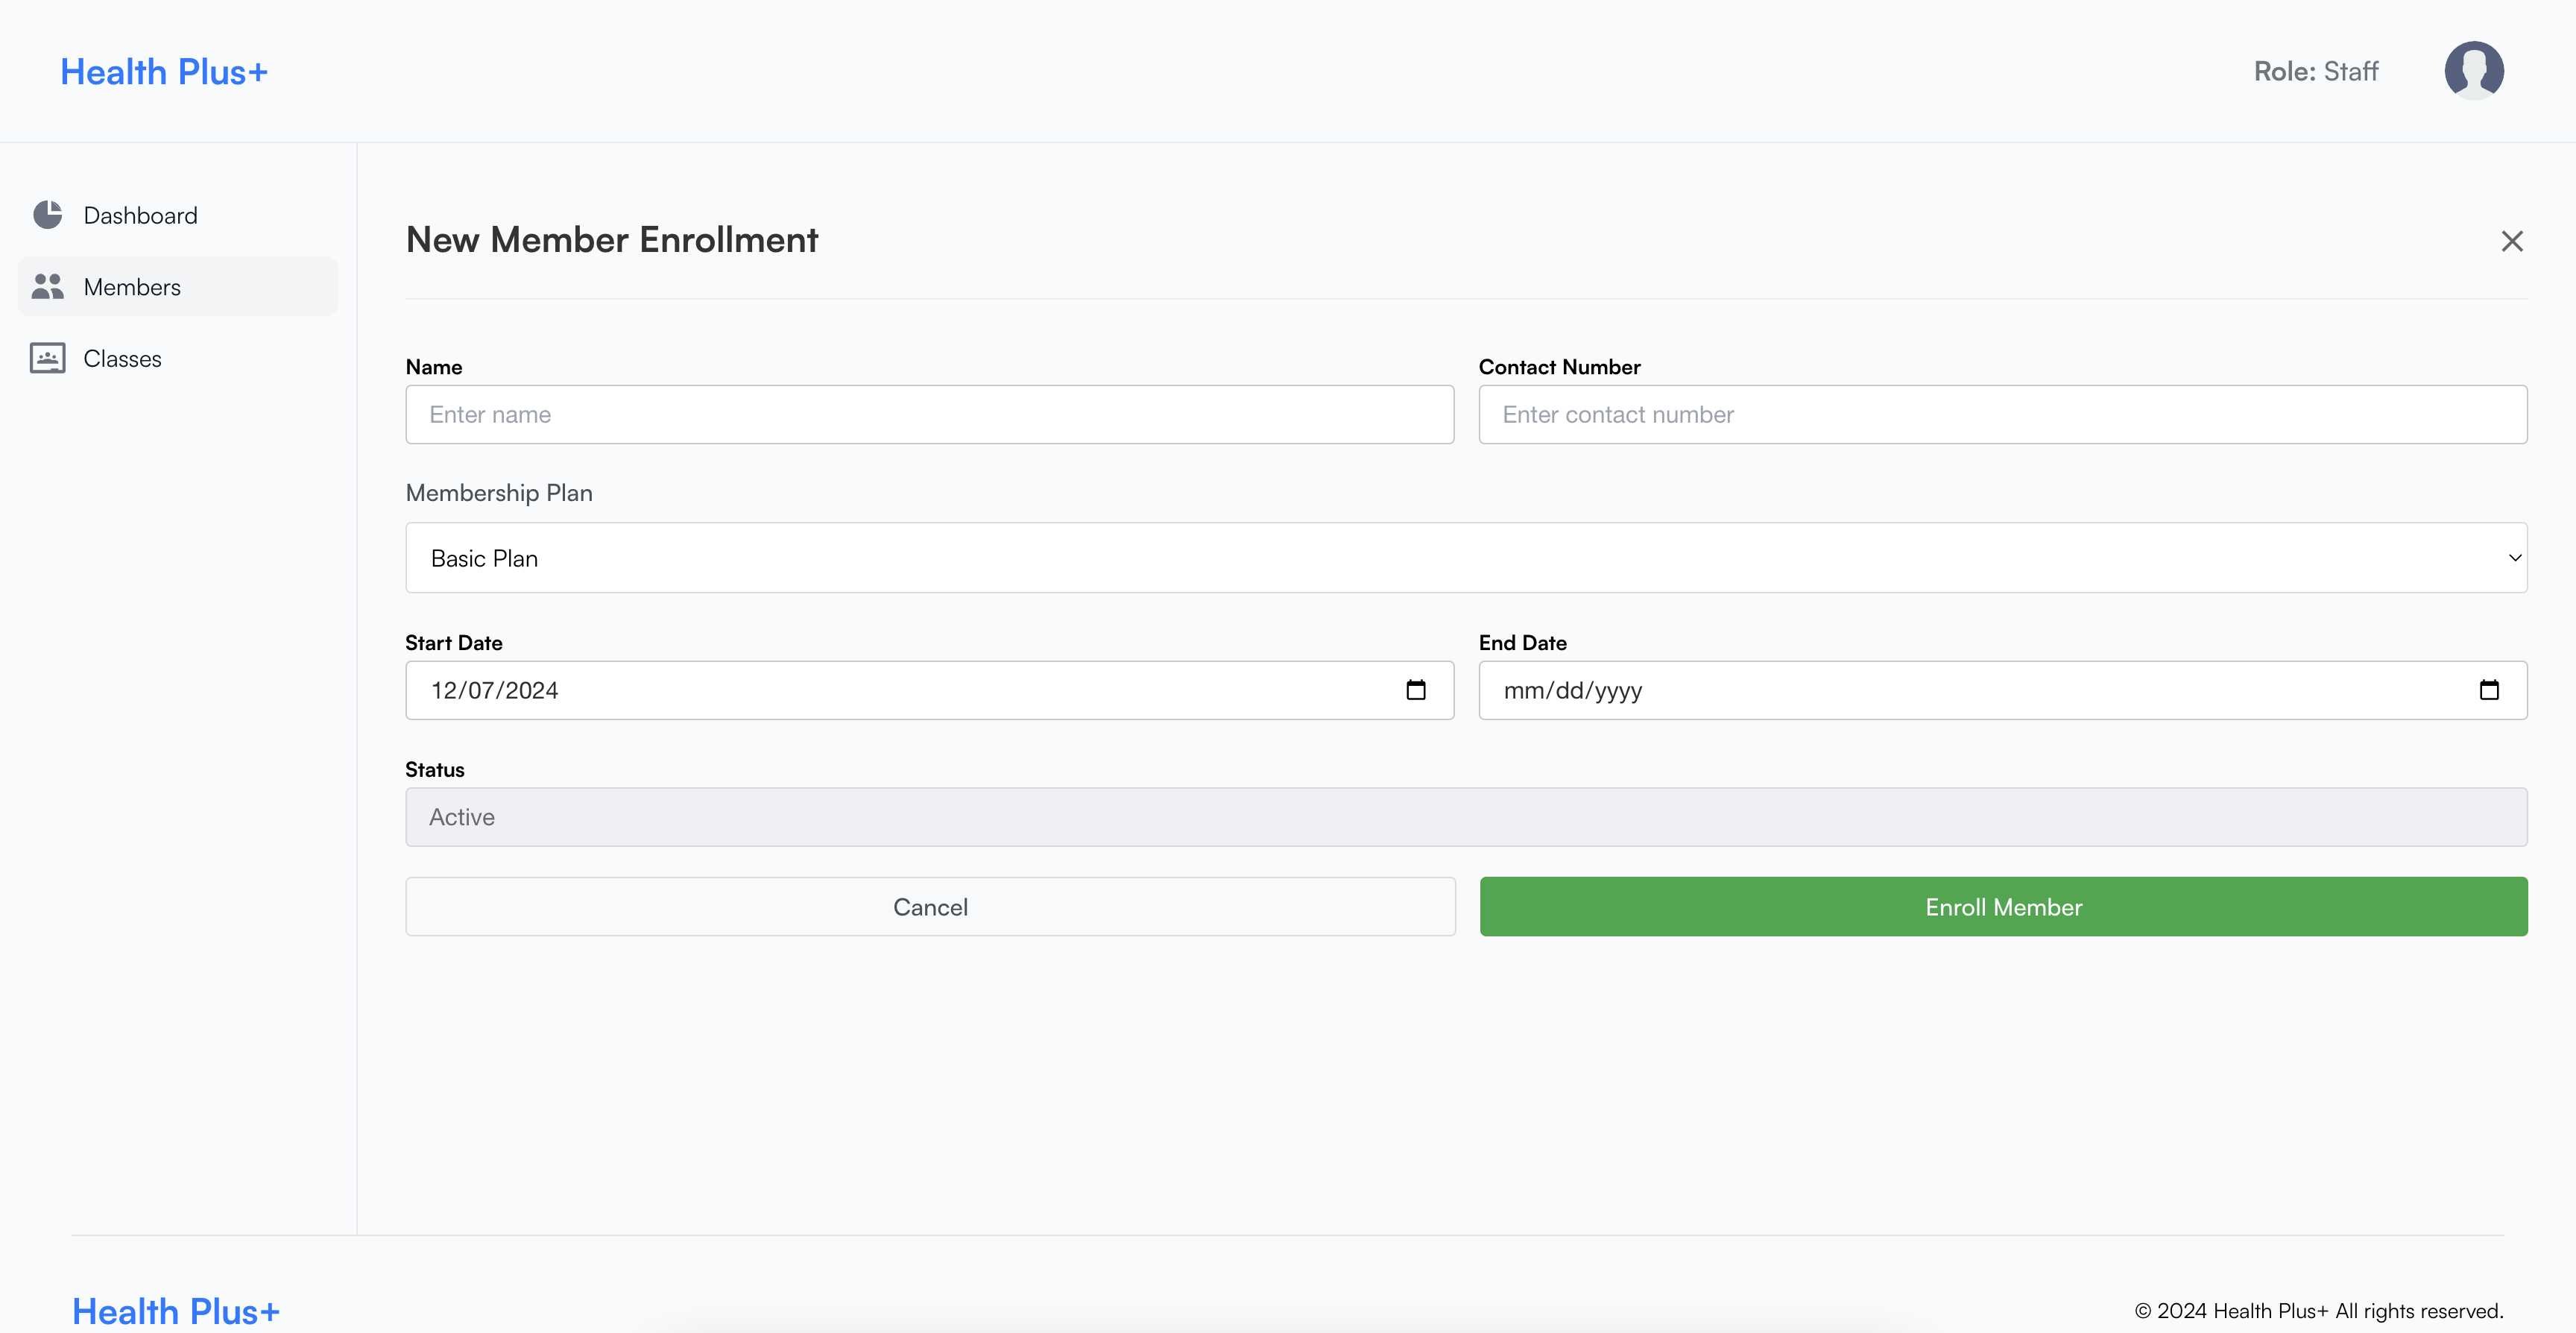 Health Plus+
Role: Staff
Dashboard
Members
Classes
New Member Enrollment
Name
Contact Number
Enter name
Enter contact number
Membership Plan
Basic Plan
Start Date
End Date
12/07/2024
mm/dd/yyyy
Status
Active
Cancel
Enroll Member
Health Plus+
© 2024 Health Plus+ All rights reserved.